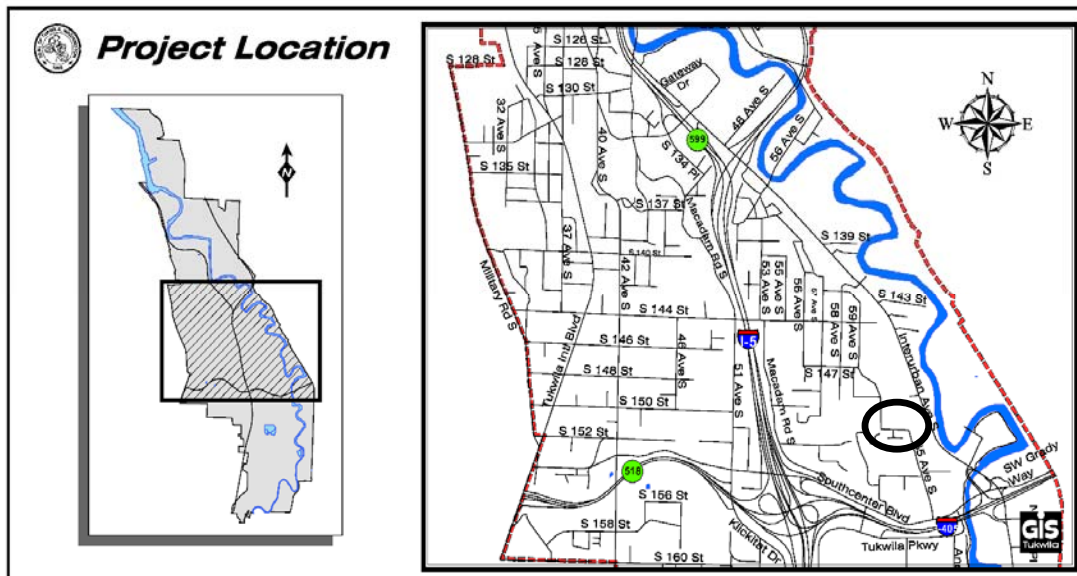 Project Location
N
S 126 St
S 128 St
S 128 St
S 130 St
Gateway Dr
48 Ave S
56 Ave S
N
W
E
S
32 Ave S
40 Ave S
599
S 134 Pl
S 135 St
S 137 St
Macadam Rd S
S 139 St
37 Ave S
42 Ave S
S 140 St
Military Rd S
53 Ave S
55 Ave S
56 Ave S
57 Ave S
58 Ave S
59 Ave S
S 143 St
S 144 St
Tukwila Intl Blvd
S 146 St
46 Ave S
I-5
Interurban Ave S
S 147 St
S 148 St
51 Ave S
Macadam Rd S
S 150 St
S 152 St
SW Grady Way
518
Southcenter Blvd
S 156 St
S 158 St
Klickitat Dr
I-405
Tukwila Pkwy
S 160 St
GIS
Tukwila